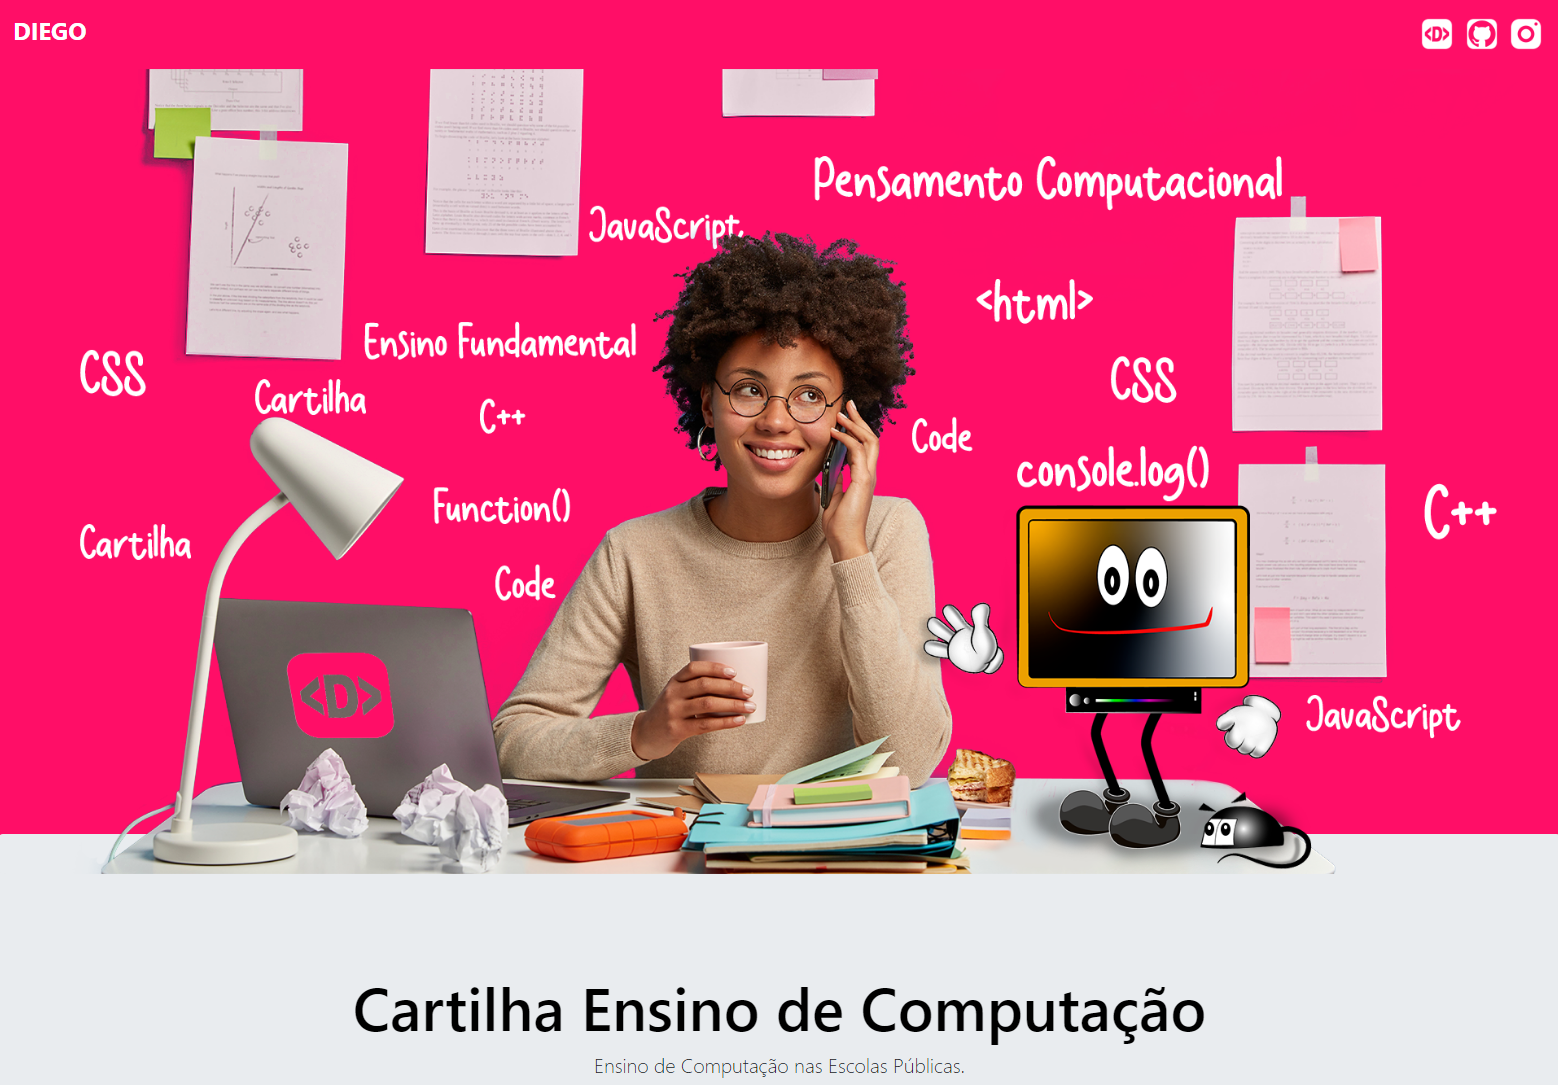 DIEGO
<D>
Pensamento Computacional
JavaScript
<html>
Ensino Fundamental
CSS
CSS
Cartilha
C++
Code
console.log()
C++
Function()
Cartilha
Code
<D>
JavaScript
Cartilha Ensino de Computação
Ensino de Computação nas Escolas Públicas.